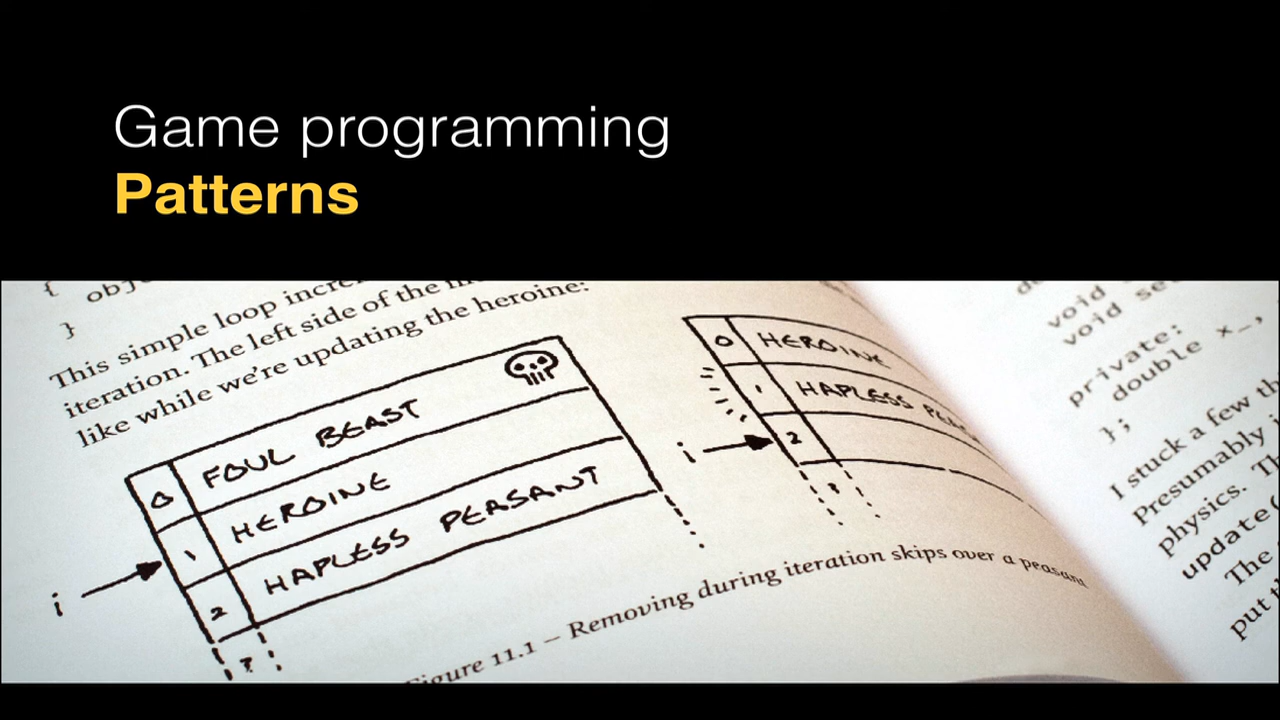 Game programming
Patterns
{
}
This simple loop
iteration. The left side of the
like while we're updating the heroine:
0 FOUL BEAST
1 HEROINE
2 HAPLESS PEASANT
?
i
0 HEROINE
1 HAPLESS
2
?
i
Figure 11.1 – Removing during iteration skips over a peasant
void
void
private:
double x_,
};
I stuck a few
Presumably
physics.
The
put